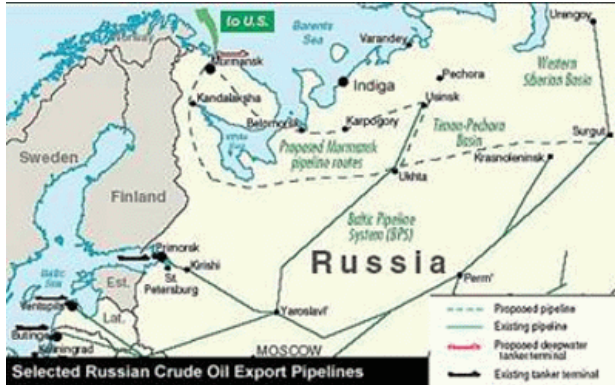 to U.S.
Barents
Sea
Urengoy
Norway
Varandey
Murmansk
Indiga
Pechora
Western
Siberian Basin
Kandalaksha
Usinsk
Belomorsk
Karpogory
Timan-Pechora
Basin
White
Sea
Proposed Murmansk
pipeline routes
Surgut
Sweden
Krasnoleninsk
Ukhta
Finland
Baltic Pipeline
System (BPS)
Primorsk
Russia
Baltic
Sea
St.
Petersburg
Kirishi
Est.
Perm'
Ventspils
Lat.
Yaroslavl'
Butinge
MOSCOW
Proposed pipeline
Existing pipeline
Proposed deepwater
tanker terminal
Existing tanker terminal
Selected Russian Crude Oil Export Pipelines